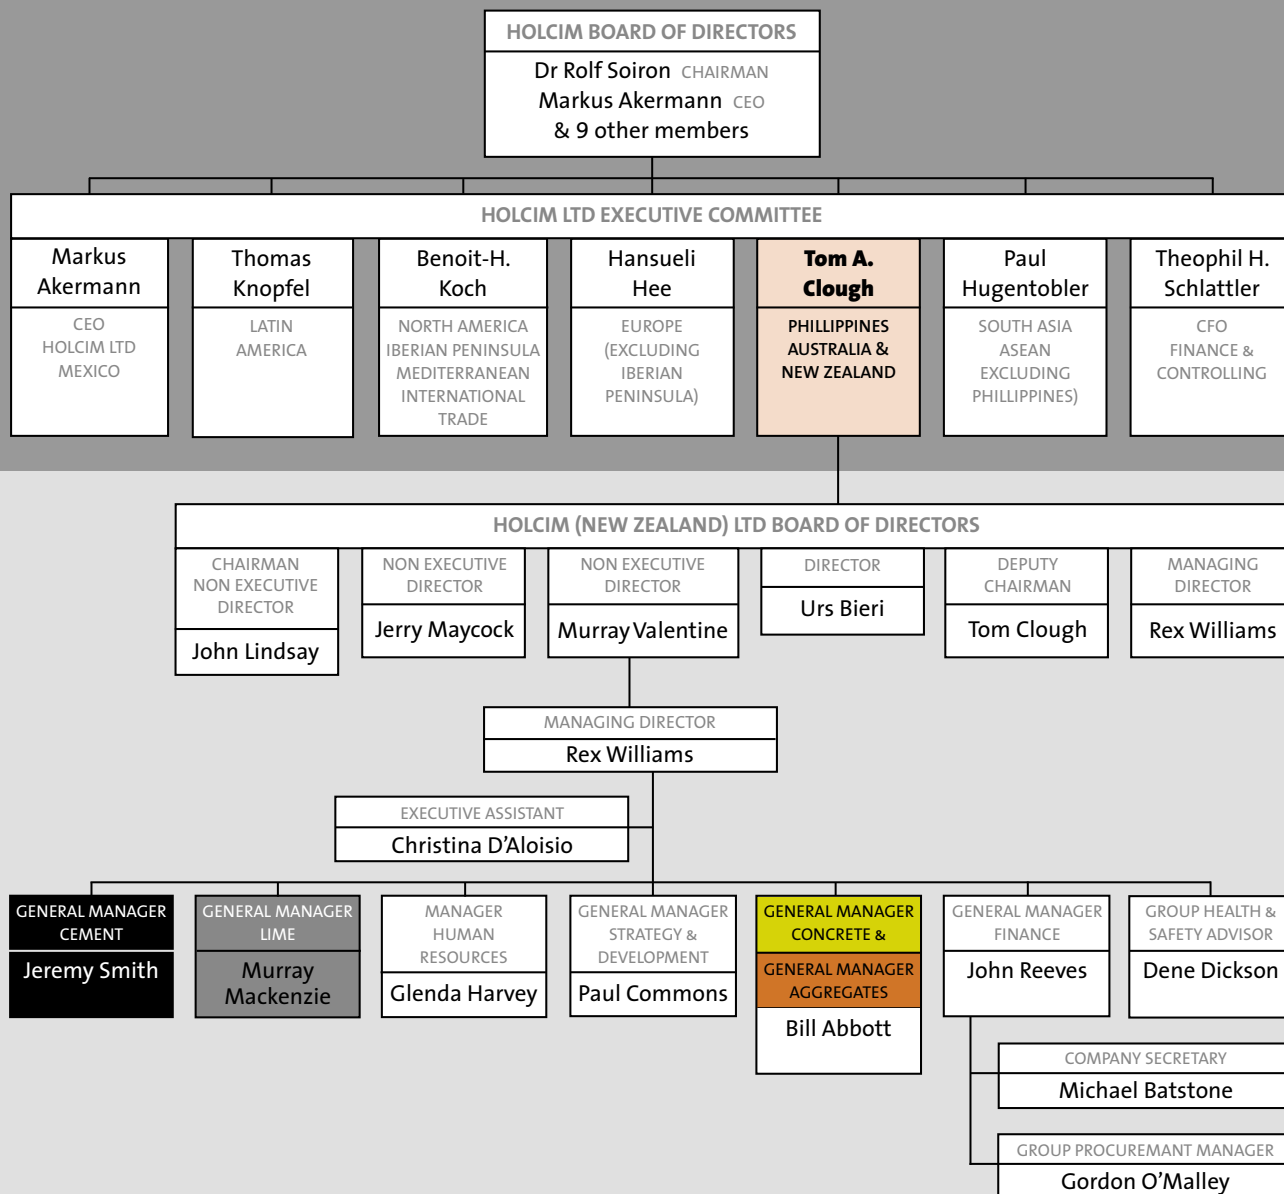 HOLCIM BOARD OF DIRECTORS
Dr Rolf Soiron CHAIRMAN
Markus Akermann CEO
& 9 other members
HOLCIM LTD EXECUTIVE COMMITTEE
Markus
Akermann
CEO
HOLCIM LTD
MEXICO
Thomas
Knopfel
LATIN
AMERICA
Benoit-H.
Koch
NORTH AMERICA
IBERIAN PENINSULA
MEDITERRANEAN
INTERNATIONAL
TRADE
Hansueli
Hee
EUROPE
(EXCLUDING
IBERIAN
PENINSULA)
Tom A.
Clough
PHILLIPPINES
AUSTRALIA &
NEW ZEALAND
Paul
Hugentobler
SOUTH ASIA
ASEAN
EXCLUDING
PHILLIPPINES)
Theophil H.
Schlattler
CFO
FINANCE &
CONTROLLING
HOLCIM (NEW ZEALAND) LTD BOARD OF DIRECTORS
CHAIRMAN
NON EXECUTIVE
DIRECTOR
John Lindsay
NON EXECUTIVE
DIRECTOR
Jerry Maycock
NON EXECUTIVE
DIRECTOR
Murray Valentine
DIRECTOR
Urs Bieri
DEPUTY
CHAIRMAN
Tom Clough
MANAGING
DIRECTOR
Rex Williams
MANAGING DIRECTOR
Rex Williams
EXECUTIVE ASSISTANT
Christina D’Aloisio
GENERAL MANAGER
CEMENT
Jeremy Smith
GENERAL MANAGER
LIME
Murray
Mackenzie
MANAGER
HUMAN
RESOURCES
Glenda Harvey
GENERAL MANAGER
STRATEGY &
DEVELOPMENT
Paul Commons
GENERAL MANAGER
CONCRETE &
GENERAL MANAGER
AGGREGATES
Bill Abbott
GENERAL MANAGER
FINANCE
John Reeves
GROUP HEALTH &
SAFETY ADVISOR
Dene Dickson
COMPANY SECRETARY
Michael Batstone
GROUP PROCUREMANT MANAGER
Gordon O’Malley